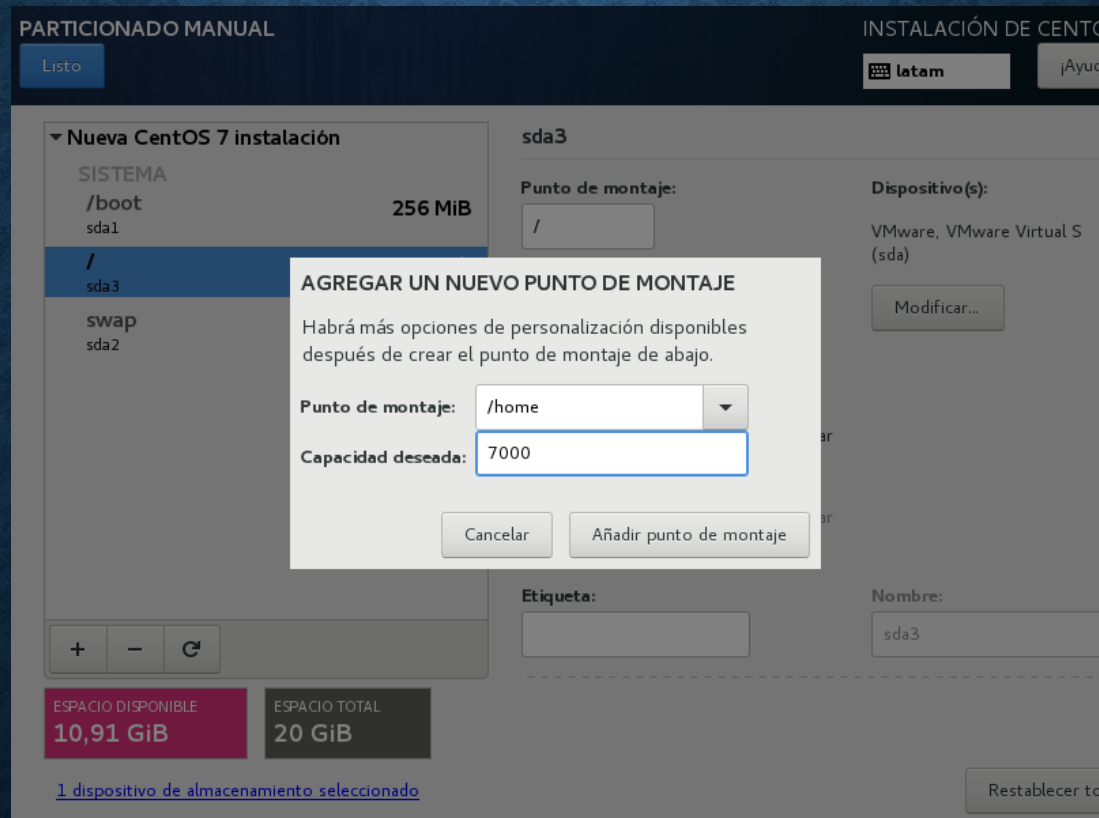 PARTICIONADO MANUAL
INSTALACIÓN DE CENTO
Listo
latam
¡Ayud
Nueva CentOS 7 instalación
SISTEMA
/boot
256 MiB
sda1
/
sda3
swap
sda2
sda3
Punto de montaje:
Dispositivo(s):
/
VMware, VMware Virtual S
(sda)
Modificar...
AGREGAR UN NUEVO PUNTO DE MONTAJE
Habrá más opciones de personalización disponibles
después de crear el punto de montaje de abajo.
Punto de montaje:
/home
Capacidad deseada:
7000
Cancelar
Añadir punto de montaje
ar
ar
Etiqueta:
Nombre:
sda3
+ −
ESPACIO DISPONIBLE
10,91 GiB
ESPACIO TOTAL
20 GiB
1 dispositivo de almacenamiento seleccionado
Restablecer to